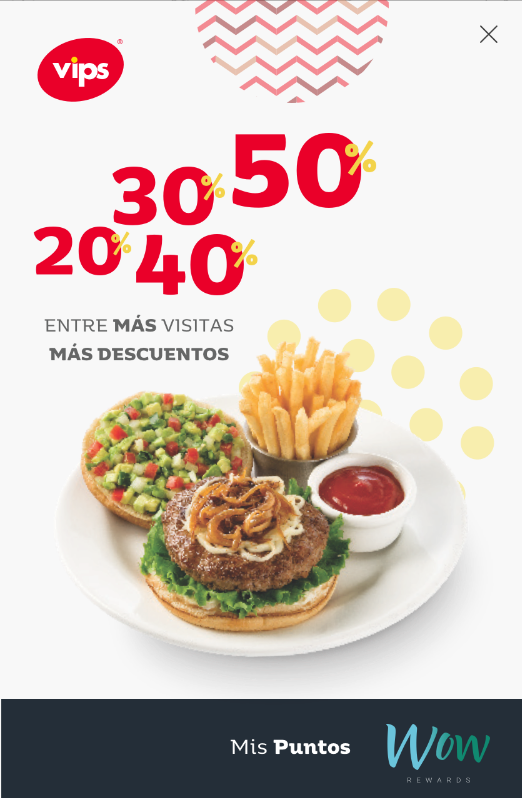 vips®
30% 50%
20% 40%
ENTRE MÁS VISITAS
MÁS DESCUENTOS
Mis Puntos
Wow
REWARDS